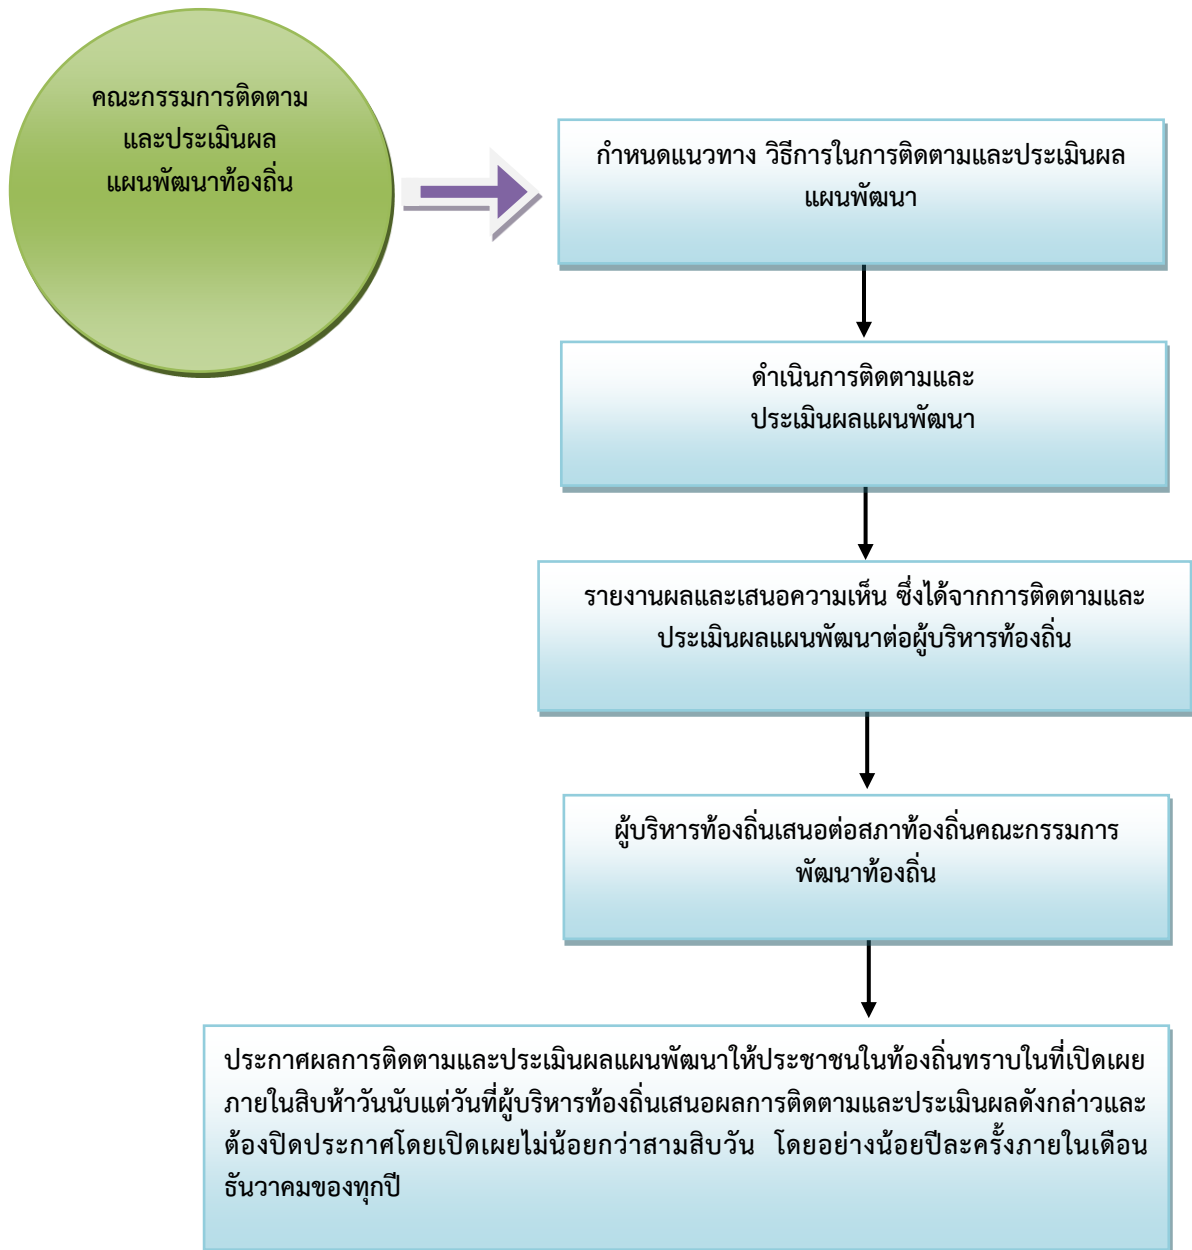 คณะกรรมการติดตาม
และประเมินผล
แผนพัฒนาท้องถิ่น
กำหนดแนวทาง วิธีการในการติดตามและประเมินผล
แผนพัฒนา
ดำเนินการติดตามและ
ประเมินผลแผนพัฒนา
รายงานผลและเสนอความเห็น ซึ่งได้จากการติดตามและ
ประเมินผลแผนพัฒนาต่อผู้บริหารท้องถิ่น
ผู้บริหารท้องถิ่นเสนอต่อสภาท้องถิ่นคณะกรรมการ
พัฒนาท้องถิ่น
ประกาศผลการติดตามและประเมินผลแผนพัฒนาให้ประชาชนในท้องถิ่นทราบในที่เปิดเผย
ภายในสิบห้าวันนับแต่วันที่ผู้บริหารท้องถิ่นเสนอผลการติดตามและประเมินผลดังกล่าวและ
ต้องปิดประกาศโดยเปิดเผยไม่น้อยกว่าสามสิบวัน โดยอย่างน้อยปีละครั้งภายในเดือน
ธันวาคมของทุกปี